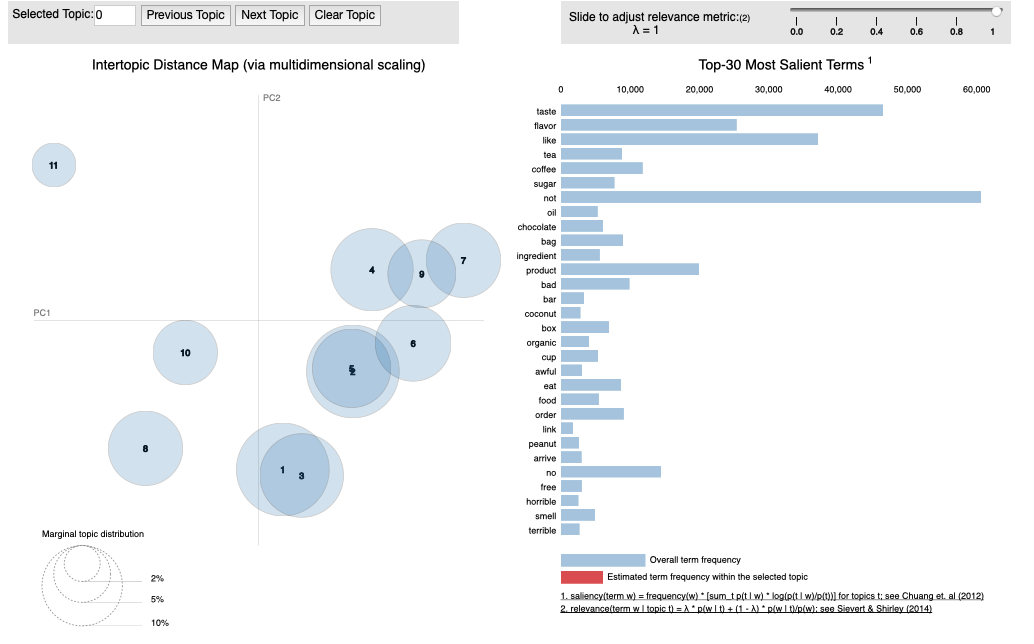 Selected Topic: 0 Previous Topic Next Topic Clear Topic
Slide to adjust relevance metric:(2)
λ = 1
0.0 0.2 0.4 0.6 0.8 1
Intertopic Distance Map (via multidimensional scaling)
PC2
PC1
11
4
9
7
6
5
2
10
8
1
3
Marginal topic distribution
2%
5%
10%
Top-30 Most Salient Terms 1
0 10,000 20,000 30,000 40,000 50,000 60,000
taste
flavor
like
tea
coffee
sugar
not
oil
chocolate
bag
ingredient
product
bad
bar
coconut
box
organic
cup
awful
eat
food
order
link
peanut
arrive
no
free
horrible
smell
terrible
Overall term frequency
Estimated term frequency within the selected topic
1. saliency(term w) = frequency(w) * [sum_t p(t | w) * log(p(t | w)/p(t))] for topics t; see Chuang et. al (2012)
2. relevance(term w | topic t) = λ * p(w | t) + (1 - λ) * p(w | t)/p(w); see Sievert & Shirley (2014)